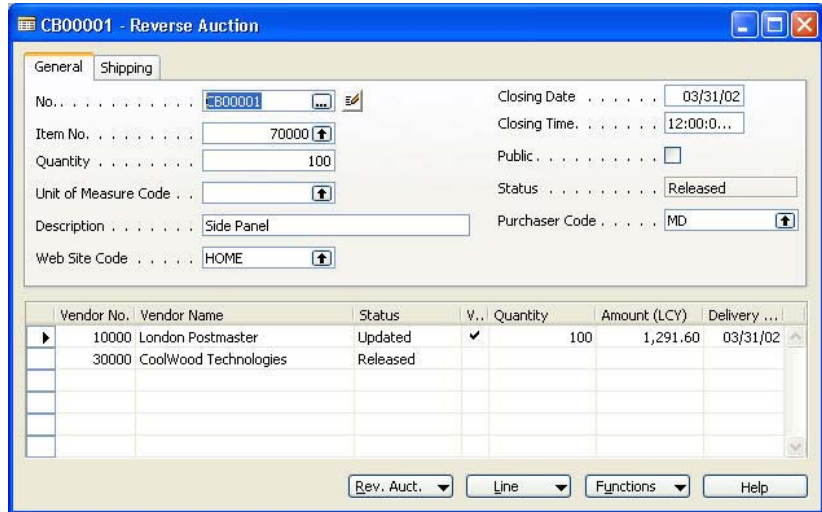 CB00001 - Reverse Auction
General Shipping
No. . . . . . . . . . . . CB00001 ...
Item No. . . . . . . . . . 70000
Quantity . . . . . . . . 100
Unit of Measure Code . .
Description . . . . . . . Side Panel
Web Site Code . . . . . HOME
Closing Date . . . . . . 03/31/02
Closing Time. . . . . . . 12:00:0...
Public. . . . . . . . . . .
Status . . . . . . . . . Released
Purchaser Code . . . . . MD
Vendor No. Vendor Name Status V... Quantity Amount (LCY) Delivery ...
10000 London Postmaster Updated ✔ 100 1,291.60 03/31/02
30000 CoolWood Technologies Released
Rev. Auct. Line Functions Help